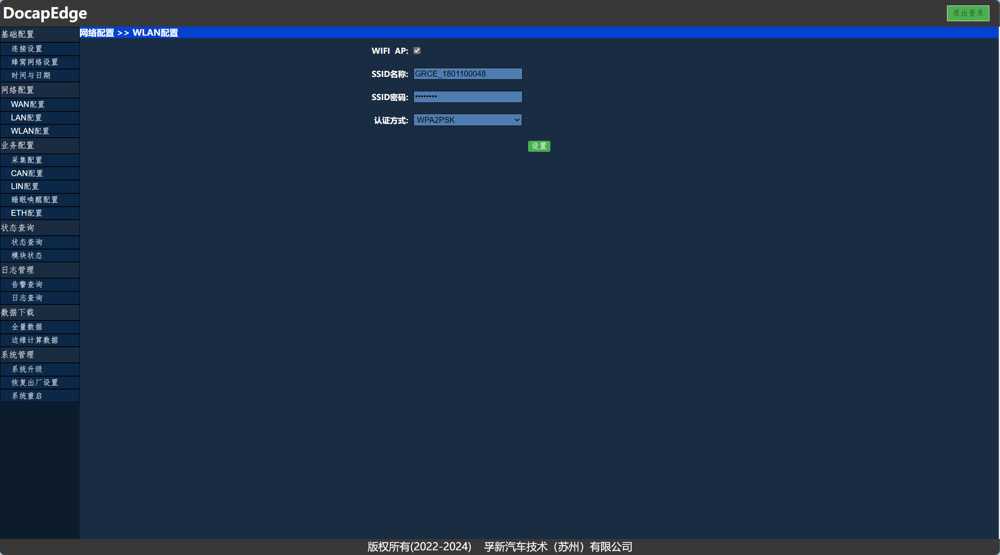 DocapEdge
退出登录
基础配置
连接设置
蜂窝网络设置
时间与日期
网络配置
WAN配置
LAN配置
WLAN配置
业务配置
采集配置
CAN配置
LIN配置
睡眠唤醒配置
ETH配置
状态查询
状态查询
模块状态
日志管理
告警查询
日志查询
数据下载
全量数据
边缘计算数据
系统管理
系统升级
恢复出厂设置
系统重启
网络配置 >> WLAN配置
WIFI AP:
SSID名称: GRCE_1801100048
SSID密码: ••••••••
认证方式: WPA2PSK
设置
版权所有(2022-2024) 孚新汽车技术（苏州）有限公司